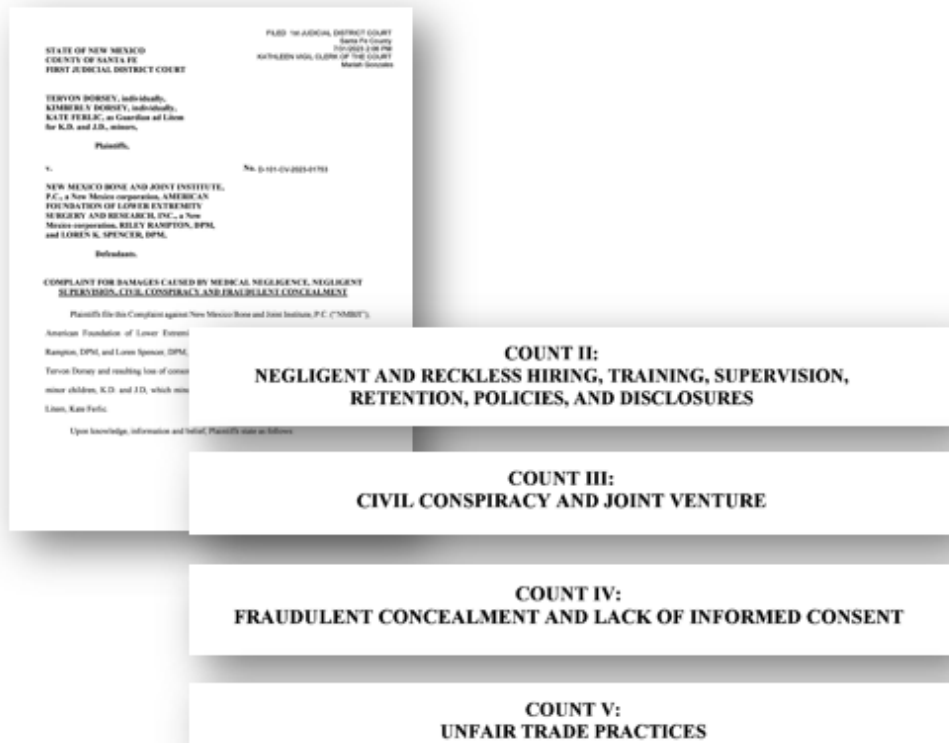 FILED 1st JUDICIAL DISTRICT COURT
Santa Fe County
7/31/2023 2:06 PM
KATHLEEN VIGIL CLERK OF THE COURT
Mariah Gonzales
STATE OF NEW MEXICO
COUNTY OF SANTA FE
FIRST JUDICIAL DISTRICT COURT
TERVON DORSEY, individually,
KIMBERLY DORSEY, individually,
KATE FERLIC, as Guardian ad Litem
for K.D. and J.D., minors,
Plaintiffs,
v.
No. D-101-CV-2023-01753
NEW MEXICO BONE AND JOINT INSTITUTE,
P.C., a New Mexico corporation, AMERICAN
FOUNDATION OF LOWER EXTREMITY
SURGERY AND RESEARCH, INC., a New
Mexico corporation, RILEY RAMPTON, DPM,
and LOREN K. SPENCER, DPM,
Defendants.
COMPLAINT FOR DAMAGES CAUSED BY MEDICAL NEGLIGENCE, NEGLIGENT
SUPERVISION, CIVIL CONSPIRACY AND FRAUDULENT CONCEALMENT
Plaintiffs file this Complaint against New Mexico Bone and Joint Institute, P.C. ("NMBJI"),
American Foundation of Lower
Rampton, DPM, and Loren Spencer, DPM,
Tervon Dorsey and resulting loss of
minor children, K.D. and J.D, which
Litem, Kate Ferlic.
Upon knowledge, information and belief, Plaintiffs state as follows:
COUNT II:
NEGLIGENT AND RECKLESS HIRING, TRAINING, SUPERVISION,
RETENTION, POLICIES, AND DISCLOSURES
COUNT III:
CIVIL CONSPIRACY AND JOINT VENTURE
COUNT IV:
FRAUDULENT CONCEALMENT AND LACK OF INFORMED CONSENT
COUNT V:
UNFAIR TRADE PRACTICES